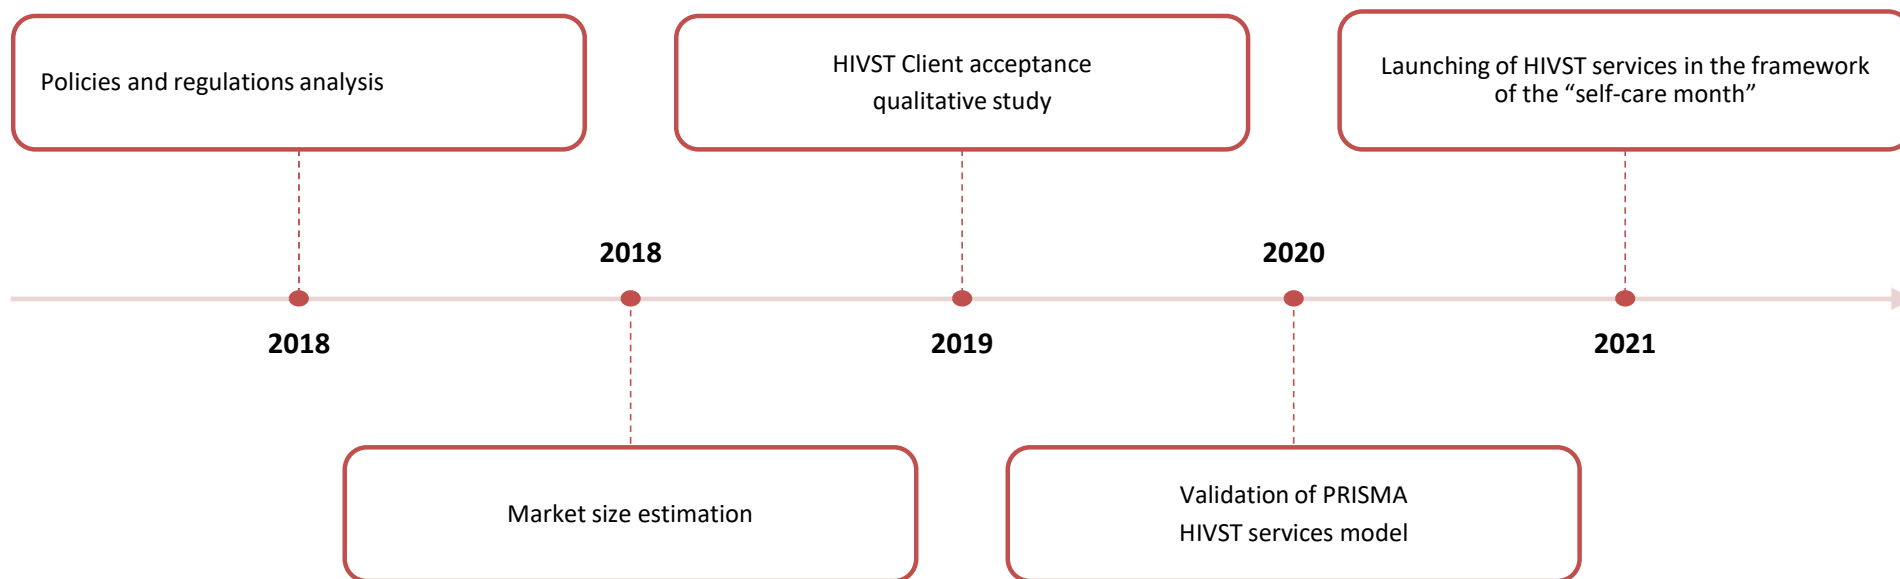 Policies and regulations analysis
HIVST Client acceptance
qualitative study
Launching of HIVST services in the framework
of the “self-care month”
2018
2020
2018
2019
2021
Market size estimation
Validation of PRISMA
HIVST services model